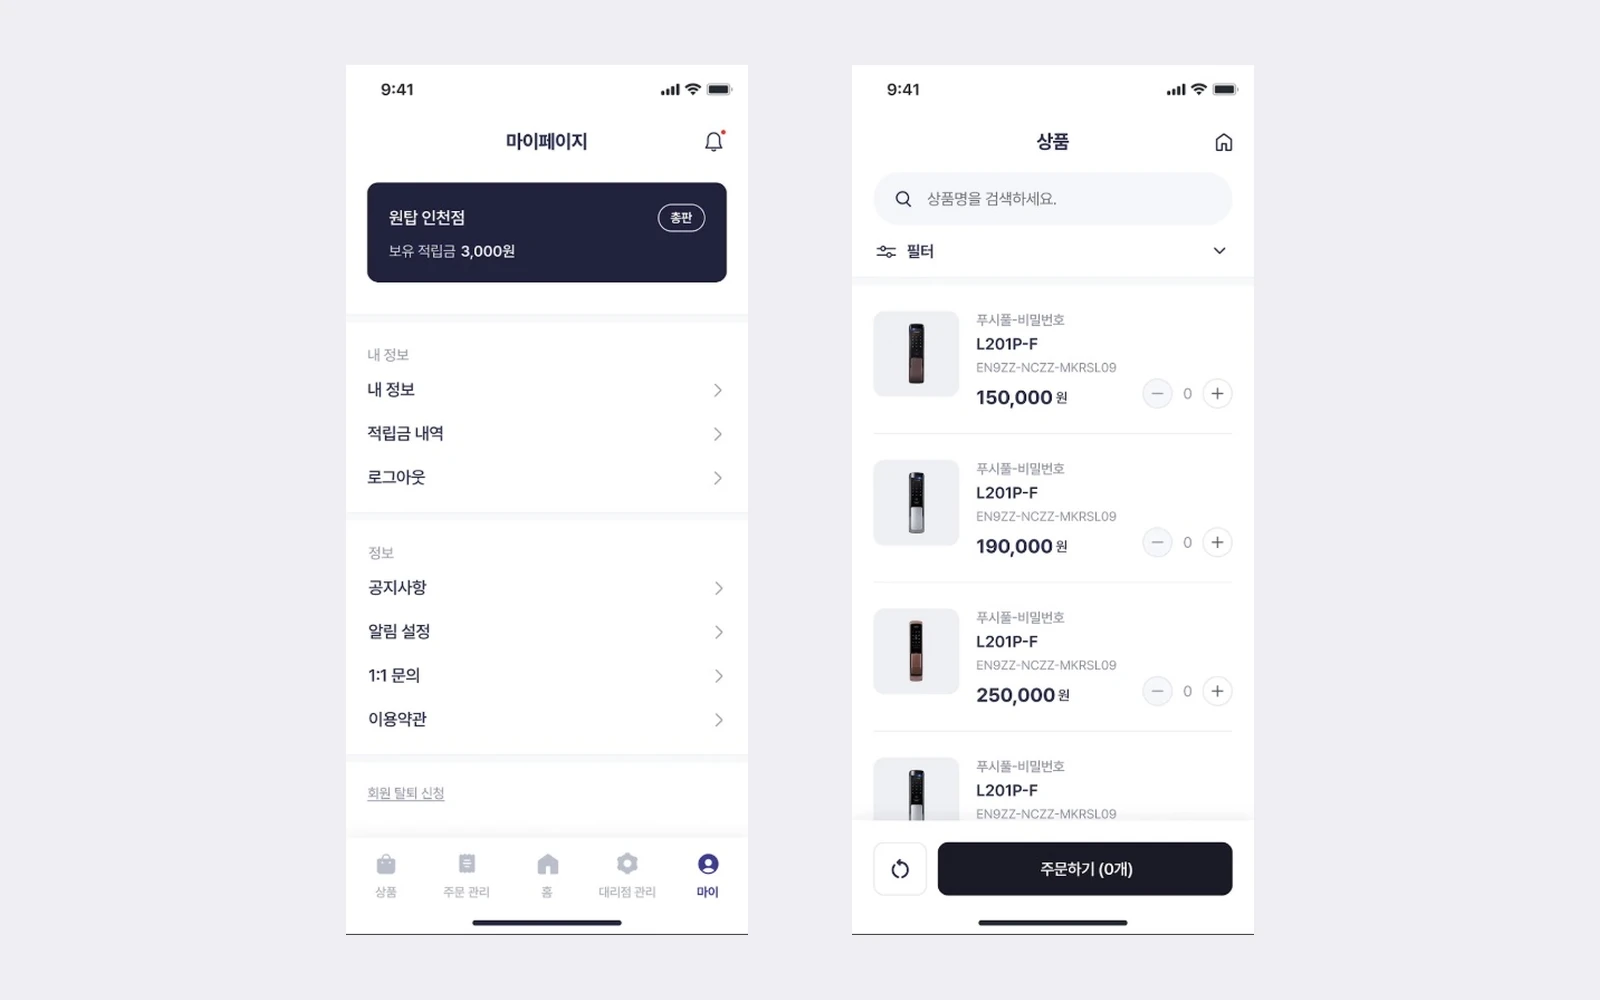 9:41
마이페이지
원탑 인천점
총판
보유 적립금 3,000원
내 정보
내 정보
적립금 내역
로그아웃
정보
공지사항
알림 설정
1:1 문의
이용약관
회원 탈퇴 신청
상품
주문 관리
홈
대리점 관리
마이
9:41
상품
상품명을 검색하세요.
필터
푸시풀-비밀번호
L201P-F
EN9ZZ-NCZZ-MKRSL09
150,000원
0
푸시풀-비밀번호
L201P-F
EN9ZZ-NCZZ-MKRSL09
190,000원
0
푸시풀-비밀번호
L201P-F
EN9ZZ-NCZZ-MKRSL09
250,000원
0
푸시풀-비밀번호
L201P-F
EN9ZZ-NCZZ-MKRSL09
주문하기 (0개)